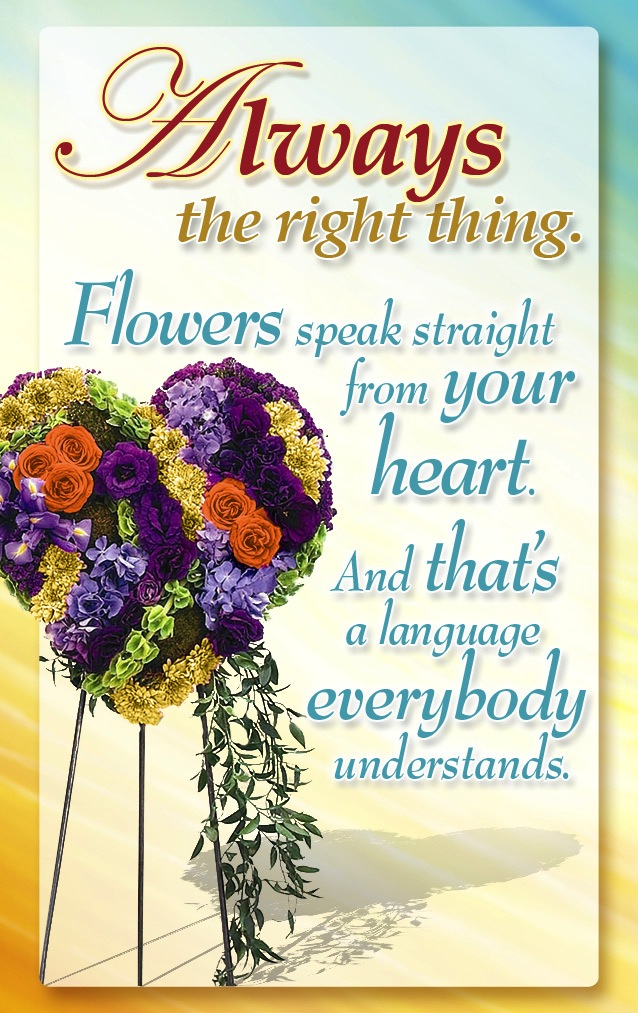 Always
the right thing.
Flowers speak straight
from your
heart.
And that's
a language
everybody
understands.